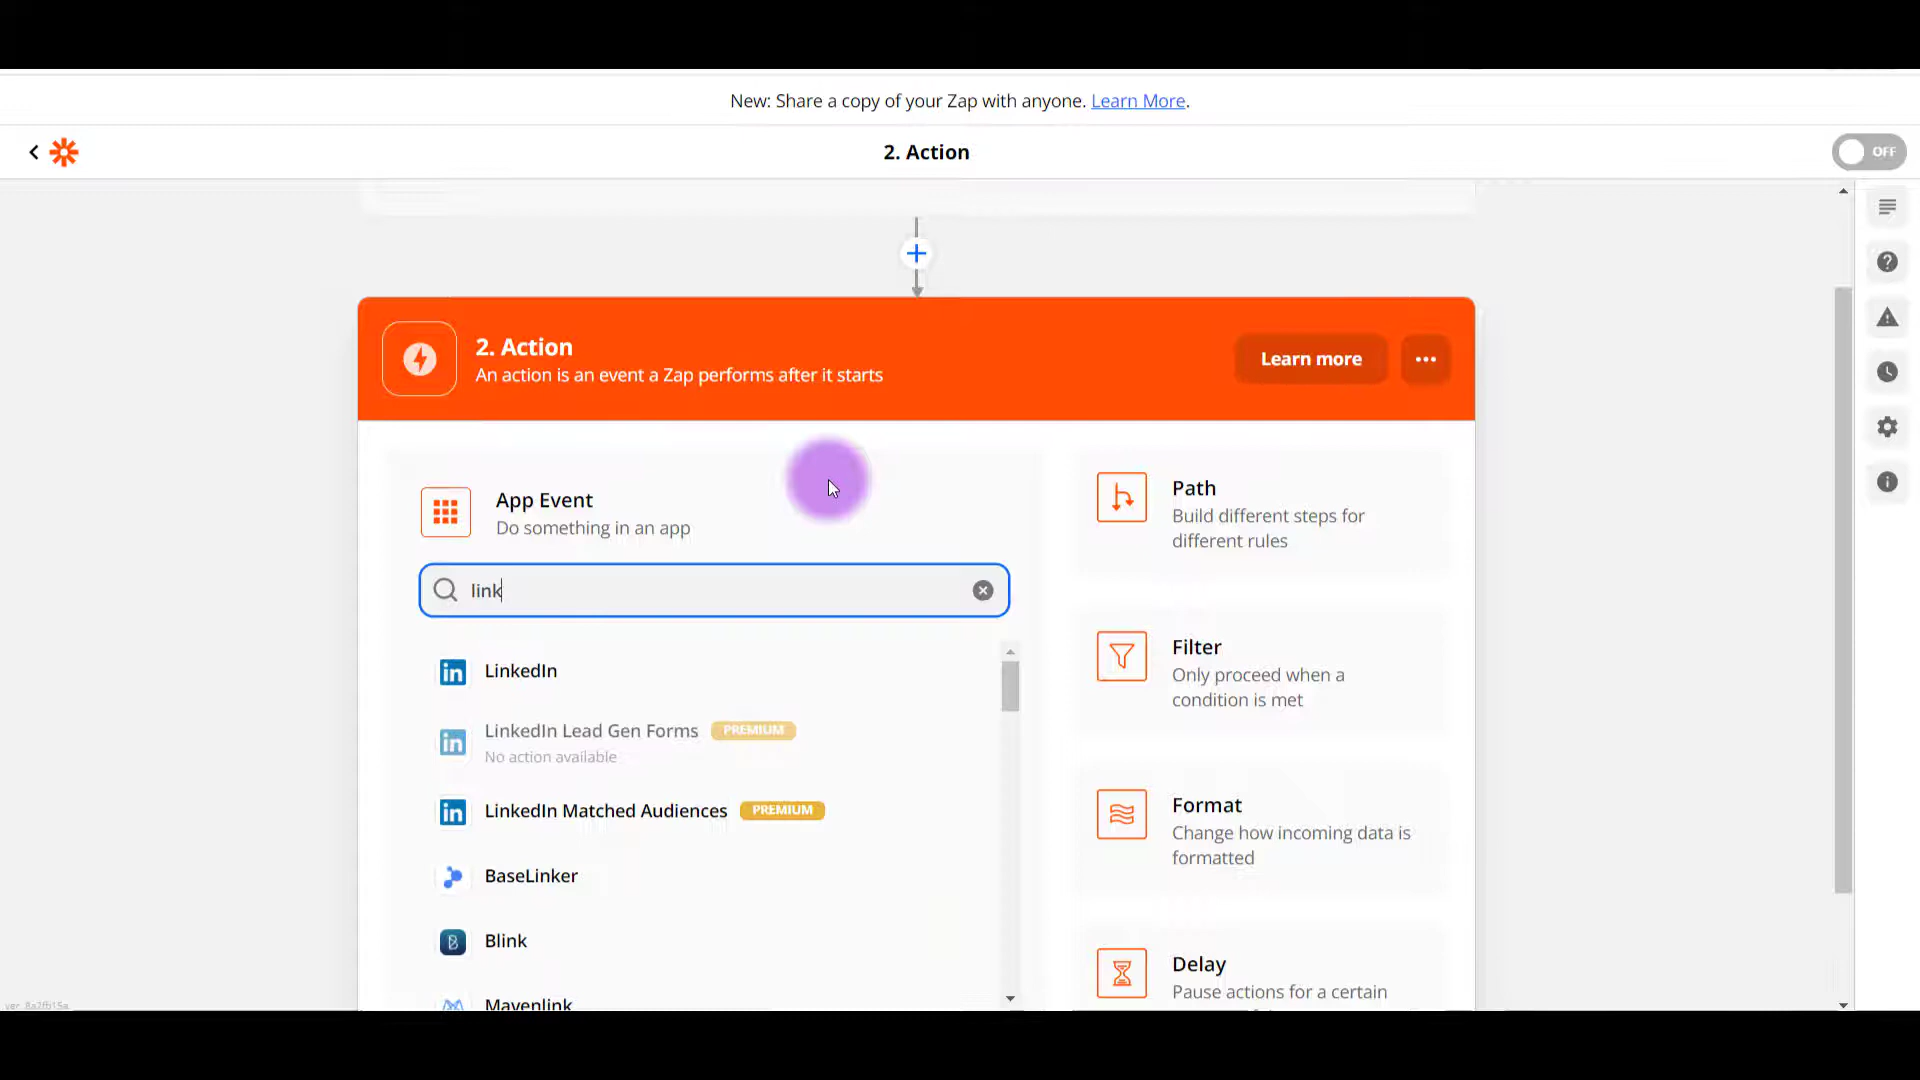 New: Share a copy of your Zap with anyone. Learn More.
2. Action
OFF
2. Action
An action is an event a Zap performs after it starts
Learn more
App Event
Do something in an app
link
LinkedIn
LinkedIn Lead Gen Forms PREMIUM
No action available
LinkedIn Matched Audiences PREMIUM
BaseLinker
Blink
Mavenlink
Path
Build different steps for
different rules
Filter
Only proceed when a
condition is met
Format
Change how incoming data is
formatted
Delay
Pause actions for a certain